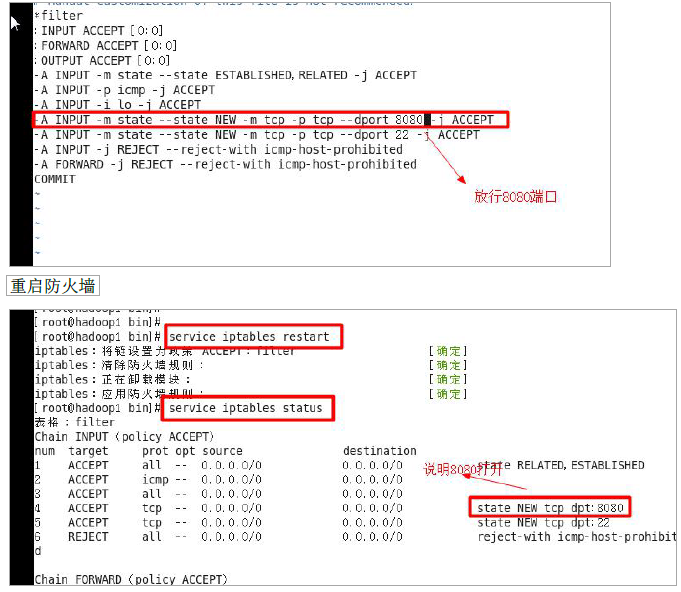 # Manual customization of this file is not recommended.
*filter
:INPUT ACCEPT [0:0]
:FORWARD ACCEPT [0:0]
:OUTPUT ACCEPT [0:0]
-A INPUT -m state --state ESTABLISHED,RELATED -j ACCEPT
-A INPUT -p icmp -j ACCEPT
-A INPUT -i lo -j ACCEPT
-A INPUT -m state --state NEW -m tcp -p tcp --dport 8080 -j ACCEPT
-A INPUT -m state --state NEW -m tcp -p tcp --dport 22 -j ACCEPT
-A INPUT -j REJECT --reject-with icmp-host-prohibited
-A FORWARD -j REJECT --reject-with icmp-host-prohibited
COMMIT
~
~
~
~
~
放行8080端口
重启防火墙
[root@hadoop1 bin]#
[root@hadoop1 bin]# service iptables restart
iptables：将链设置为政策 ACCEPT：filter [确定]
iptables：清除防火墙规则： [确定]
iptables：正在卸载模块： [确定]
iptables：应用防火墙规则： [确定]
[root@hadoop1 bin]# service iptables status
表格：filter
Chain INPUT (policy ACCEPT)
num target prot opt source destination
1 ACCEPT all -- 0.0.0.0/0 0.0.0.0/0 state RELATED,ESTABLISHED
说明8080打开
2 ACCEPT icmp -- 0.0.0.0/0 0.0.0.0/0
3 ACCEPT all -- 0.0.0.0/0 0.0.0.0/0
4 ACCEPT tcp -- 0.0.0.0/0 0.0.0.0/0 state NEW tcp dpt:8080
5 ACCEPT tcp -- 0.0.0.0/0 0.0.0.0/0 state NEW tcp dpt:22
6 REJECT all -- 0.0.0.0/0 0.0.0.0/0 reject-with icmp-host-prohibit
d
Chain FORWARD (policy ACCEPT)